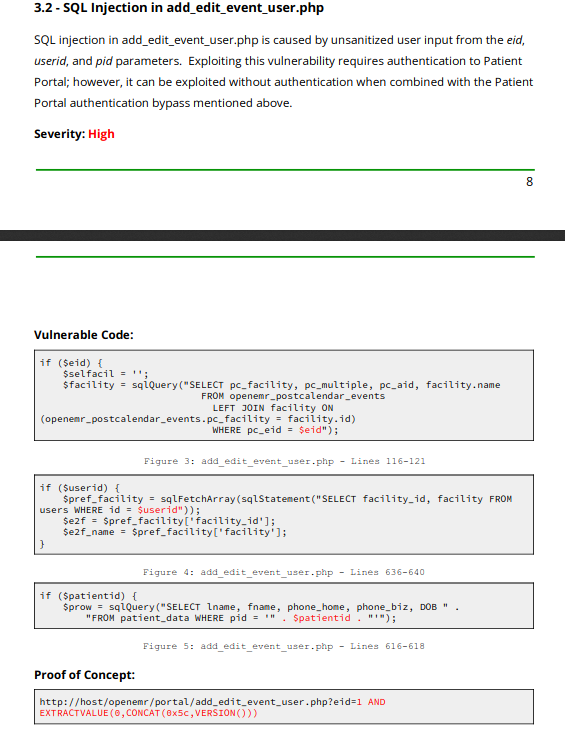 3.2 - SQL Injection in add_edit_event_user.php
SQL injection in add_edit_event_user.php is caused by unsanitized user input from the eid,
userid, and pid parameters.  Exploiting this vulnerability requires authentication to Patient
Portal; however, it can be exploited without authentication when combined with the Patient
Portal authentication bypass mentioned above.
Severity: High
8
Vulnerable Code:
if ($eid) {
    $selfacil = '';
    $facility = sqlQuery("SELECT pc_facility, pc_multiple, pc_aid, facility.name
                            FROM openemr_postcalendar_events
                              LEFT JOIN facility ON
(openemr_postcalendar_events.pc_facility = facility.id)
                              WHERE pc_eid = $eid");
Figure 3: add_edit_event_user.php - Lines 116-121
if ($userid) {
    $pref_facility = sqlFetchArray(sqlStatement("SELECT facility_id, facility FROM
users WHERE id = $userid"));
    $e2f = $pref_facility['facility_id'];
    $e2f_name = $pref_facility['facility'];
}
Figure 4: add_edit_event_user.php - Lines 636-640
if ($patientid) {
    $prow = sqlQuery("SELECT lname, fname, phone_home, phone_biz, DOB " .
        "FROM patient_data WHERE pid = '" . $patientid . "'");
Figure 5: add_edit_event_user.php - Lines 616-618
Proof of Concept:
http://host/openemr/portal/add_edit_event_user.php?eid=1 AND
EXTRACTVALUE(0,CONCAT(0x5c,VERSION()))